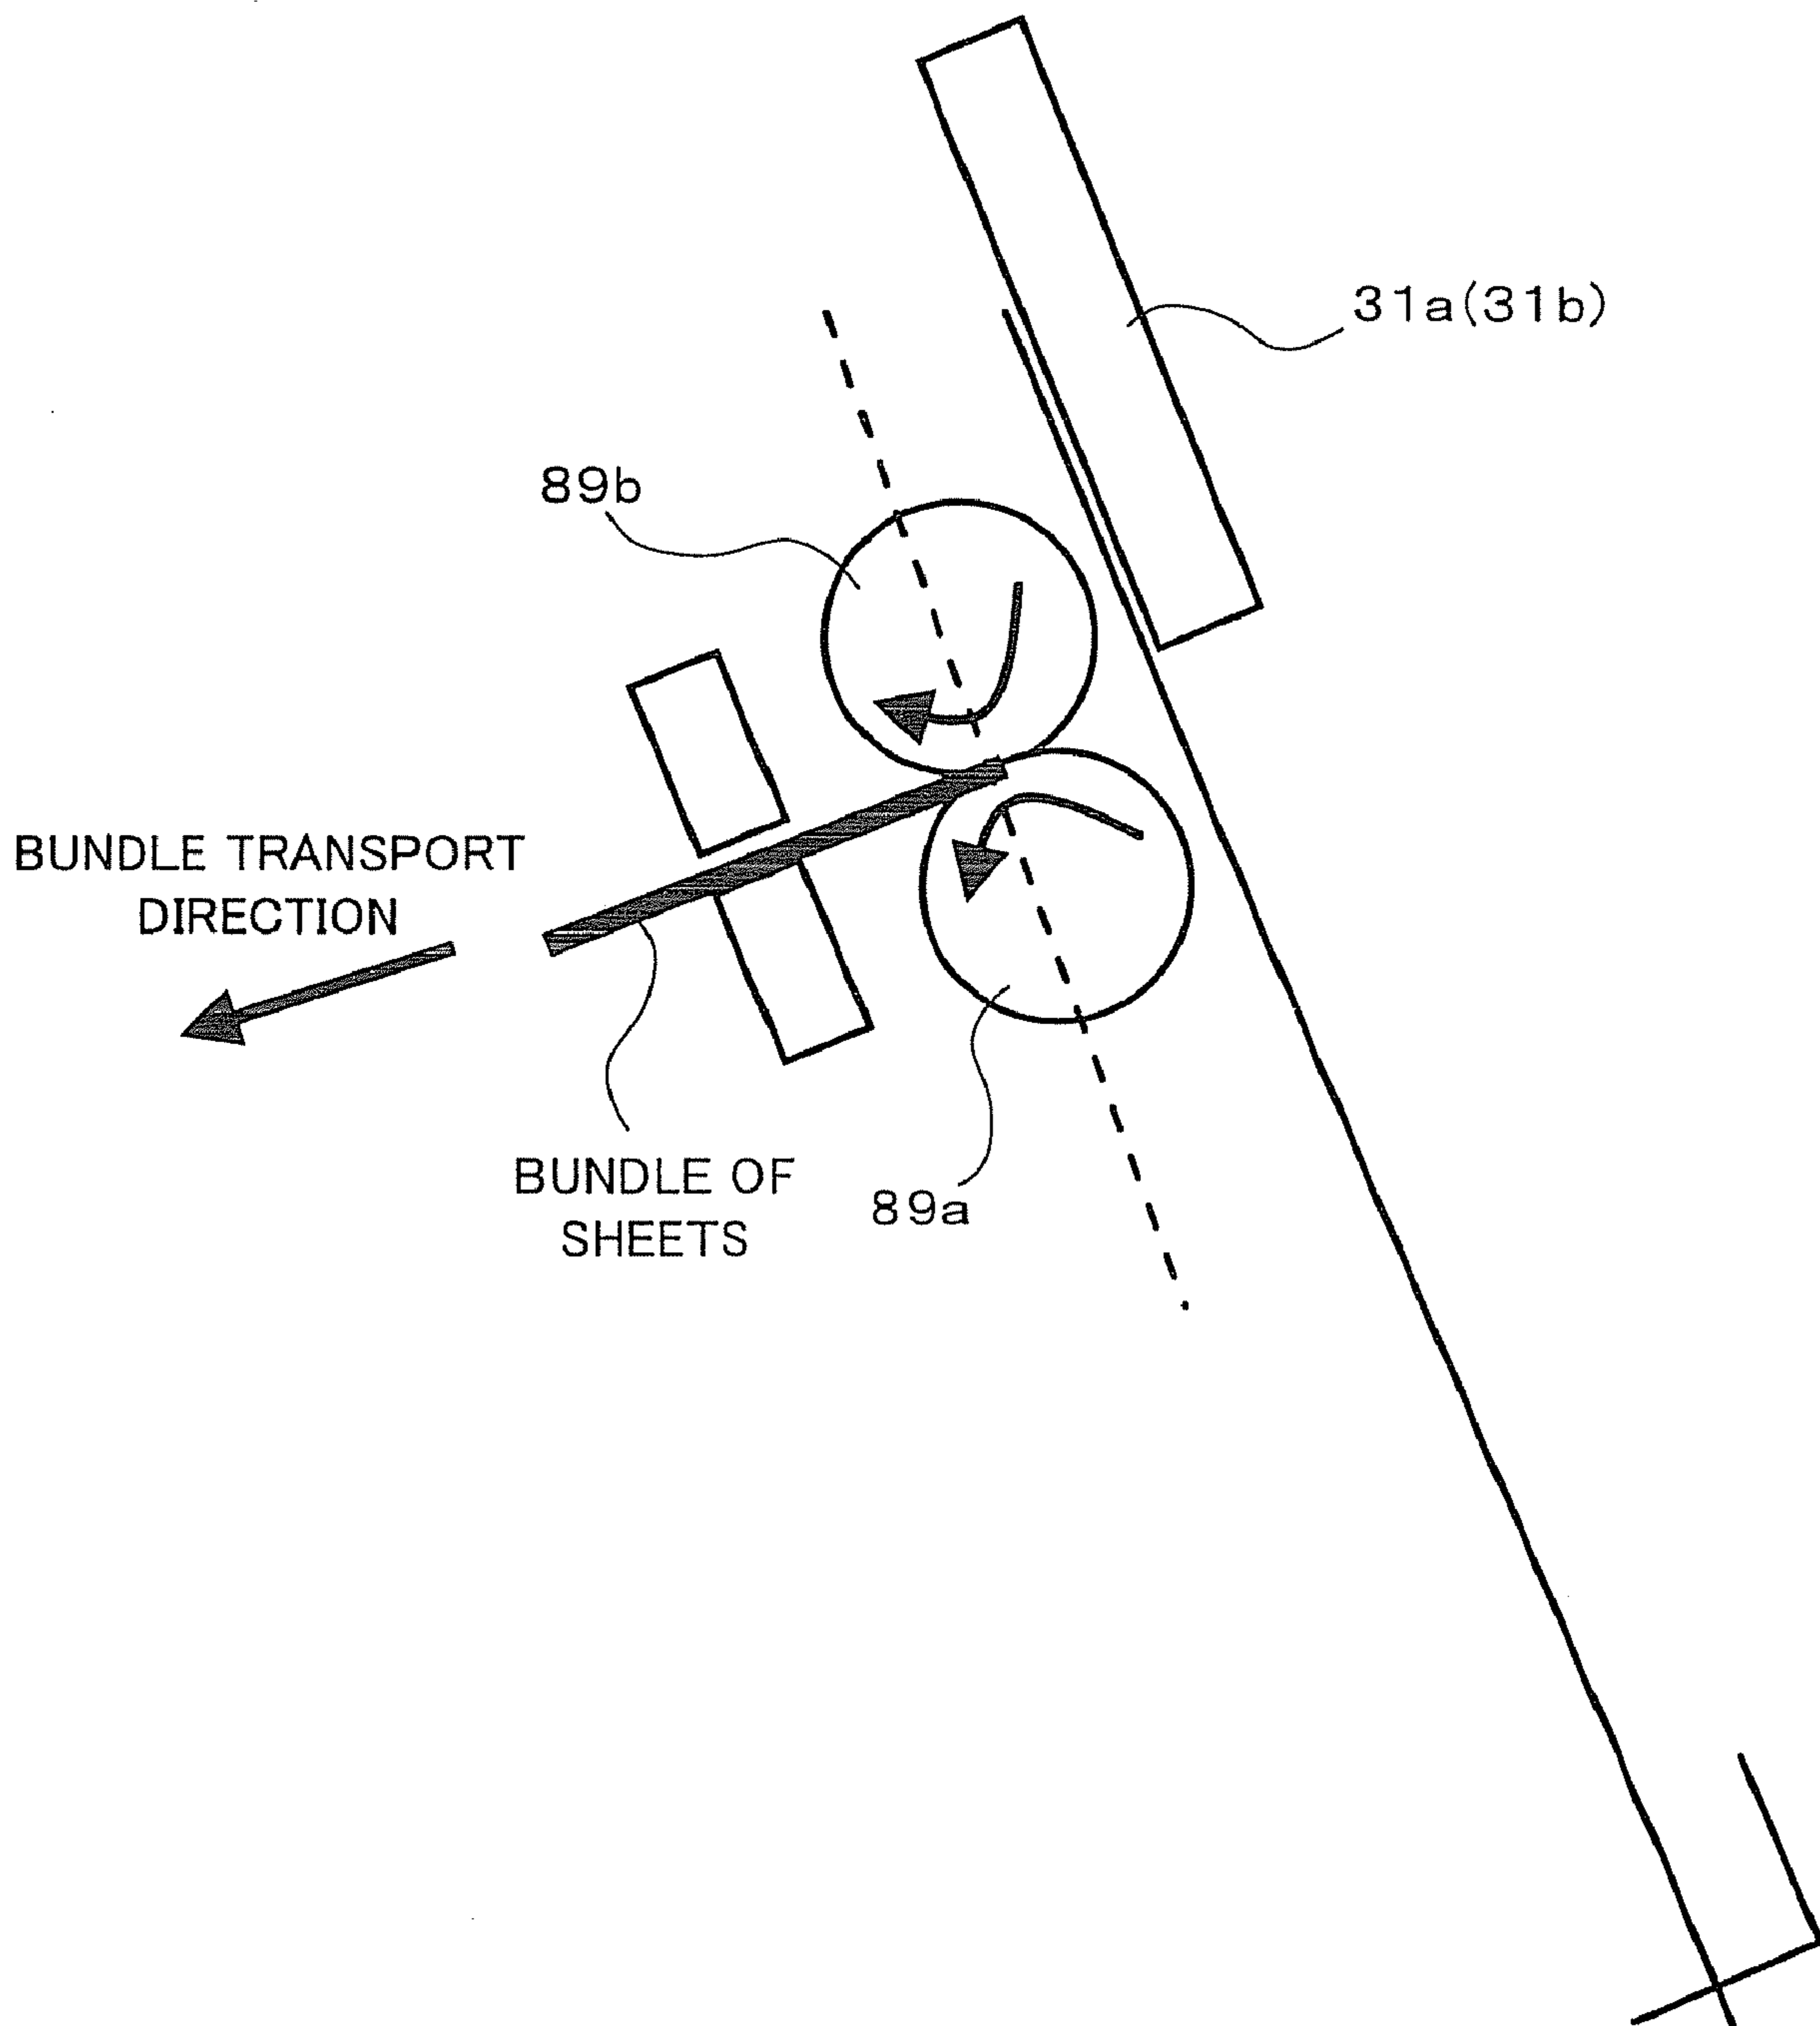 31a(31b)
89b
BUNDLE TRANSPORT
DIRECTION
BUNDLE OF
SHEETS
89a